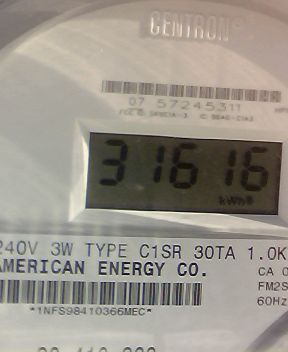 CENTRON®
07 57245311
31616
kWh
240V 3W TYPE C1SR 30TA 1.0K
AMERICAN ENERGY CO.
CA 0
FM2S
60Hz
*1NFS98410366MEC*